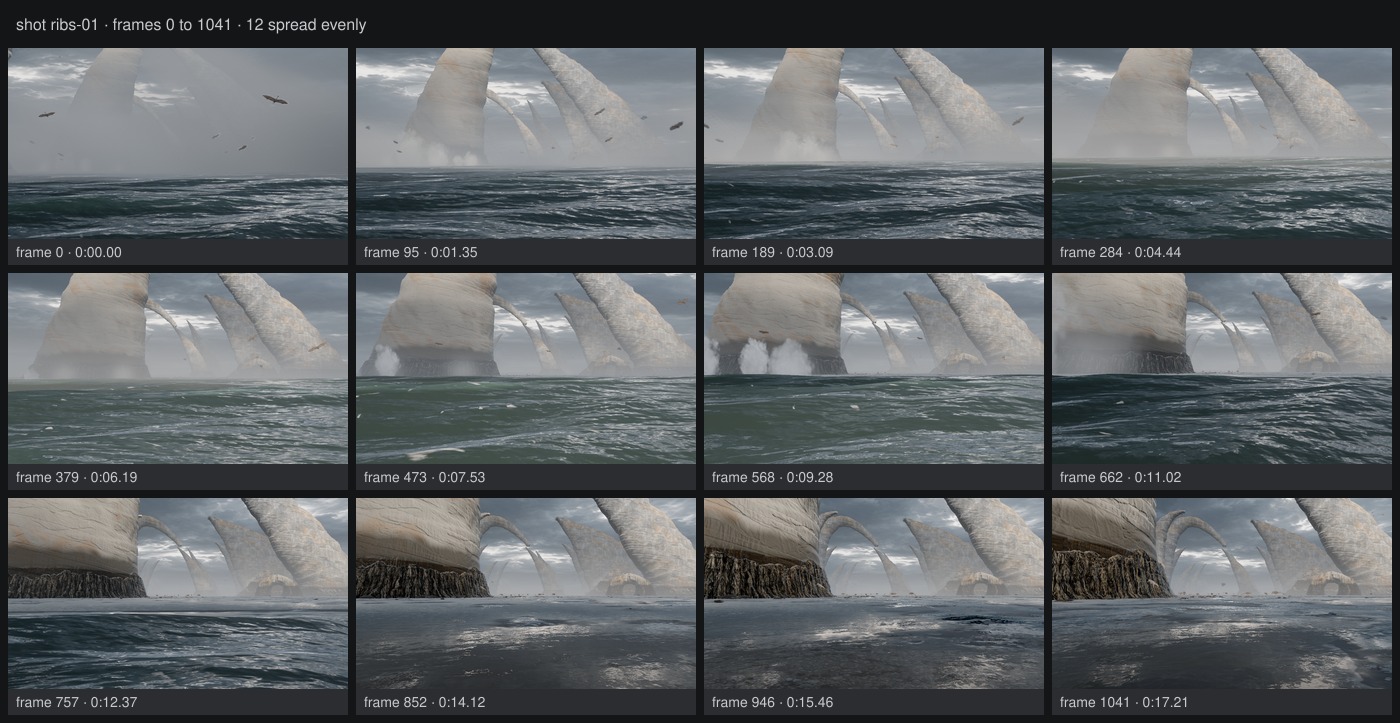 shot ribs-01 · frames 0 to 1041 · 12 spread evenly
frame 0 · 0:00.00
frame 95 · 0:01.35
frame 189 · 0:03.09
frame 284 · 0:04.44
frame 379 · 0:06.19
frame 473 · 0:07.53
frame 568 · 0:09.28
frame 662 · 0:11.02
frame 757 · 0:12.37
frame 852 · 0:14.12
frame 946 · 0:15.46
frame 1041 · 0:17.21